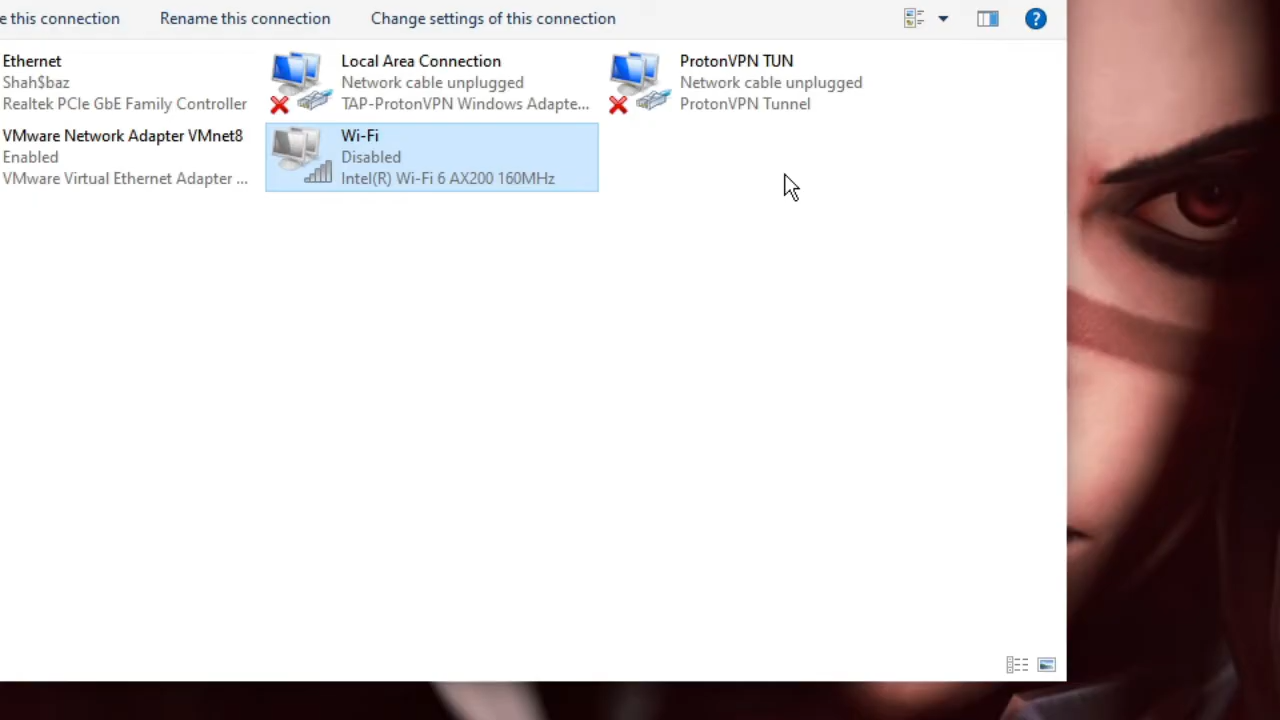 e this connection Rename this connection Change settings of this connection
Ethernet
Shah$baz
Realtek PCIe GbE Family Controller
Local Area Connection
Network cable unplugged
TAP-ProtonVPN Windows Adapte...
ProtonVPN TUN
Network cable unplugged
ProtonVPN Tunnel
VMware Network Adapter VMnet8
Enabled
VMware Virtual Ethernet Adapter ...
Wi-Fi
Disabled
Intel(R) Wi-Fi 6 AX200 160MHz